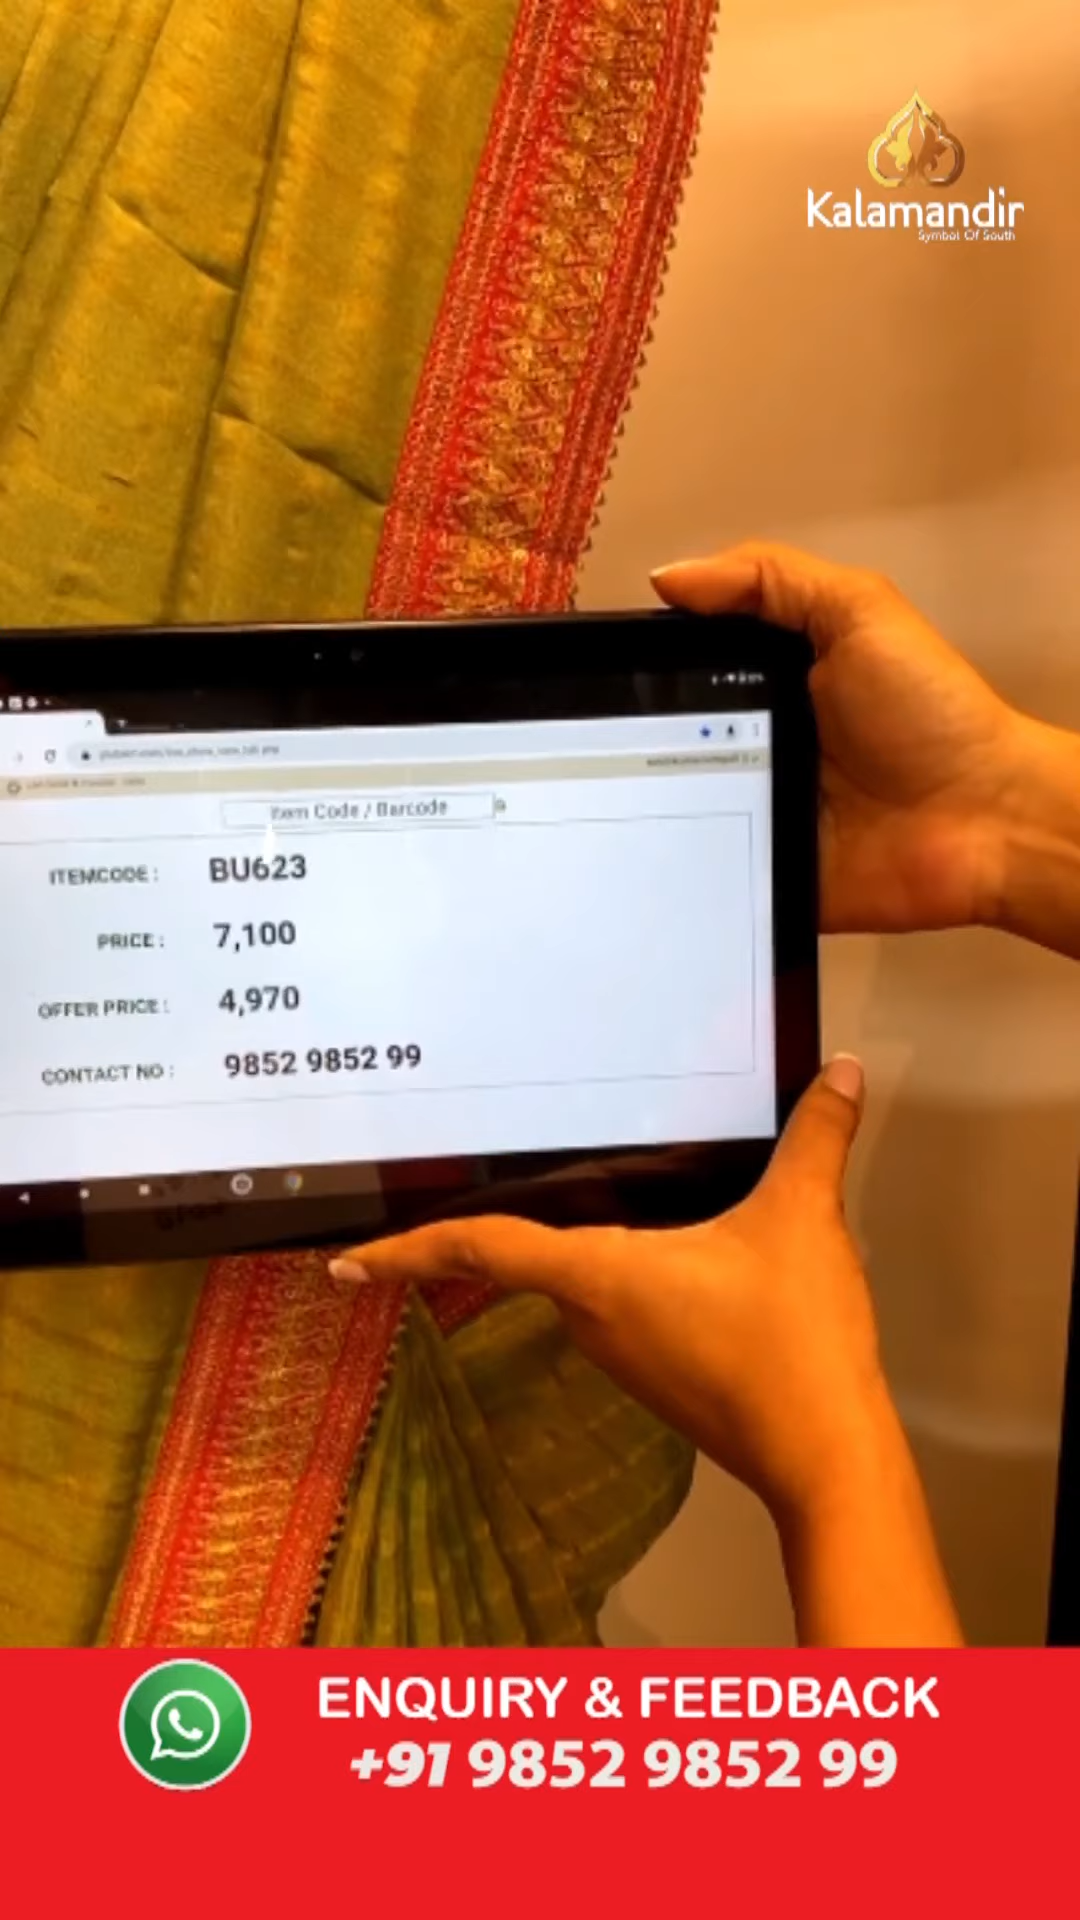 Kalamandir
Symbol Of South
Item Code / Barcode
ITEMCODE : BU623
PRICE : 7,100
OFFER PRICE : 4,970
CONTACT NO : 9852 9852 99
ENQUIRY & FEEDBACK
+91 9852 9852 99